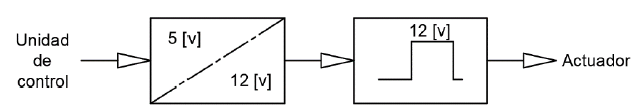 Unidad
de
control
5 [v]
12 [v]
12 [v]
Actuador